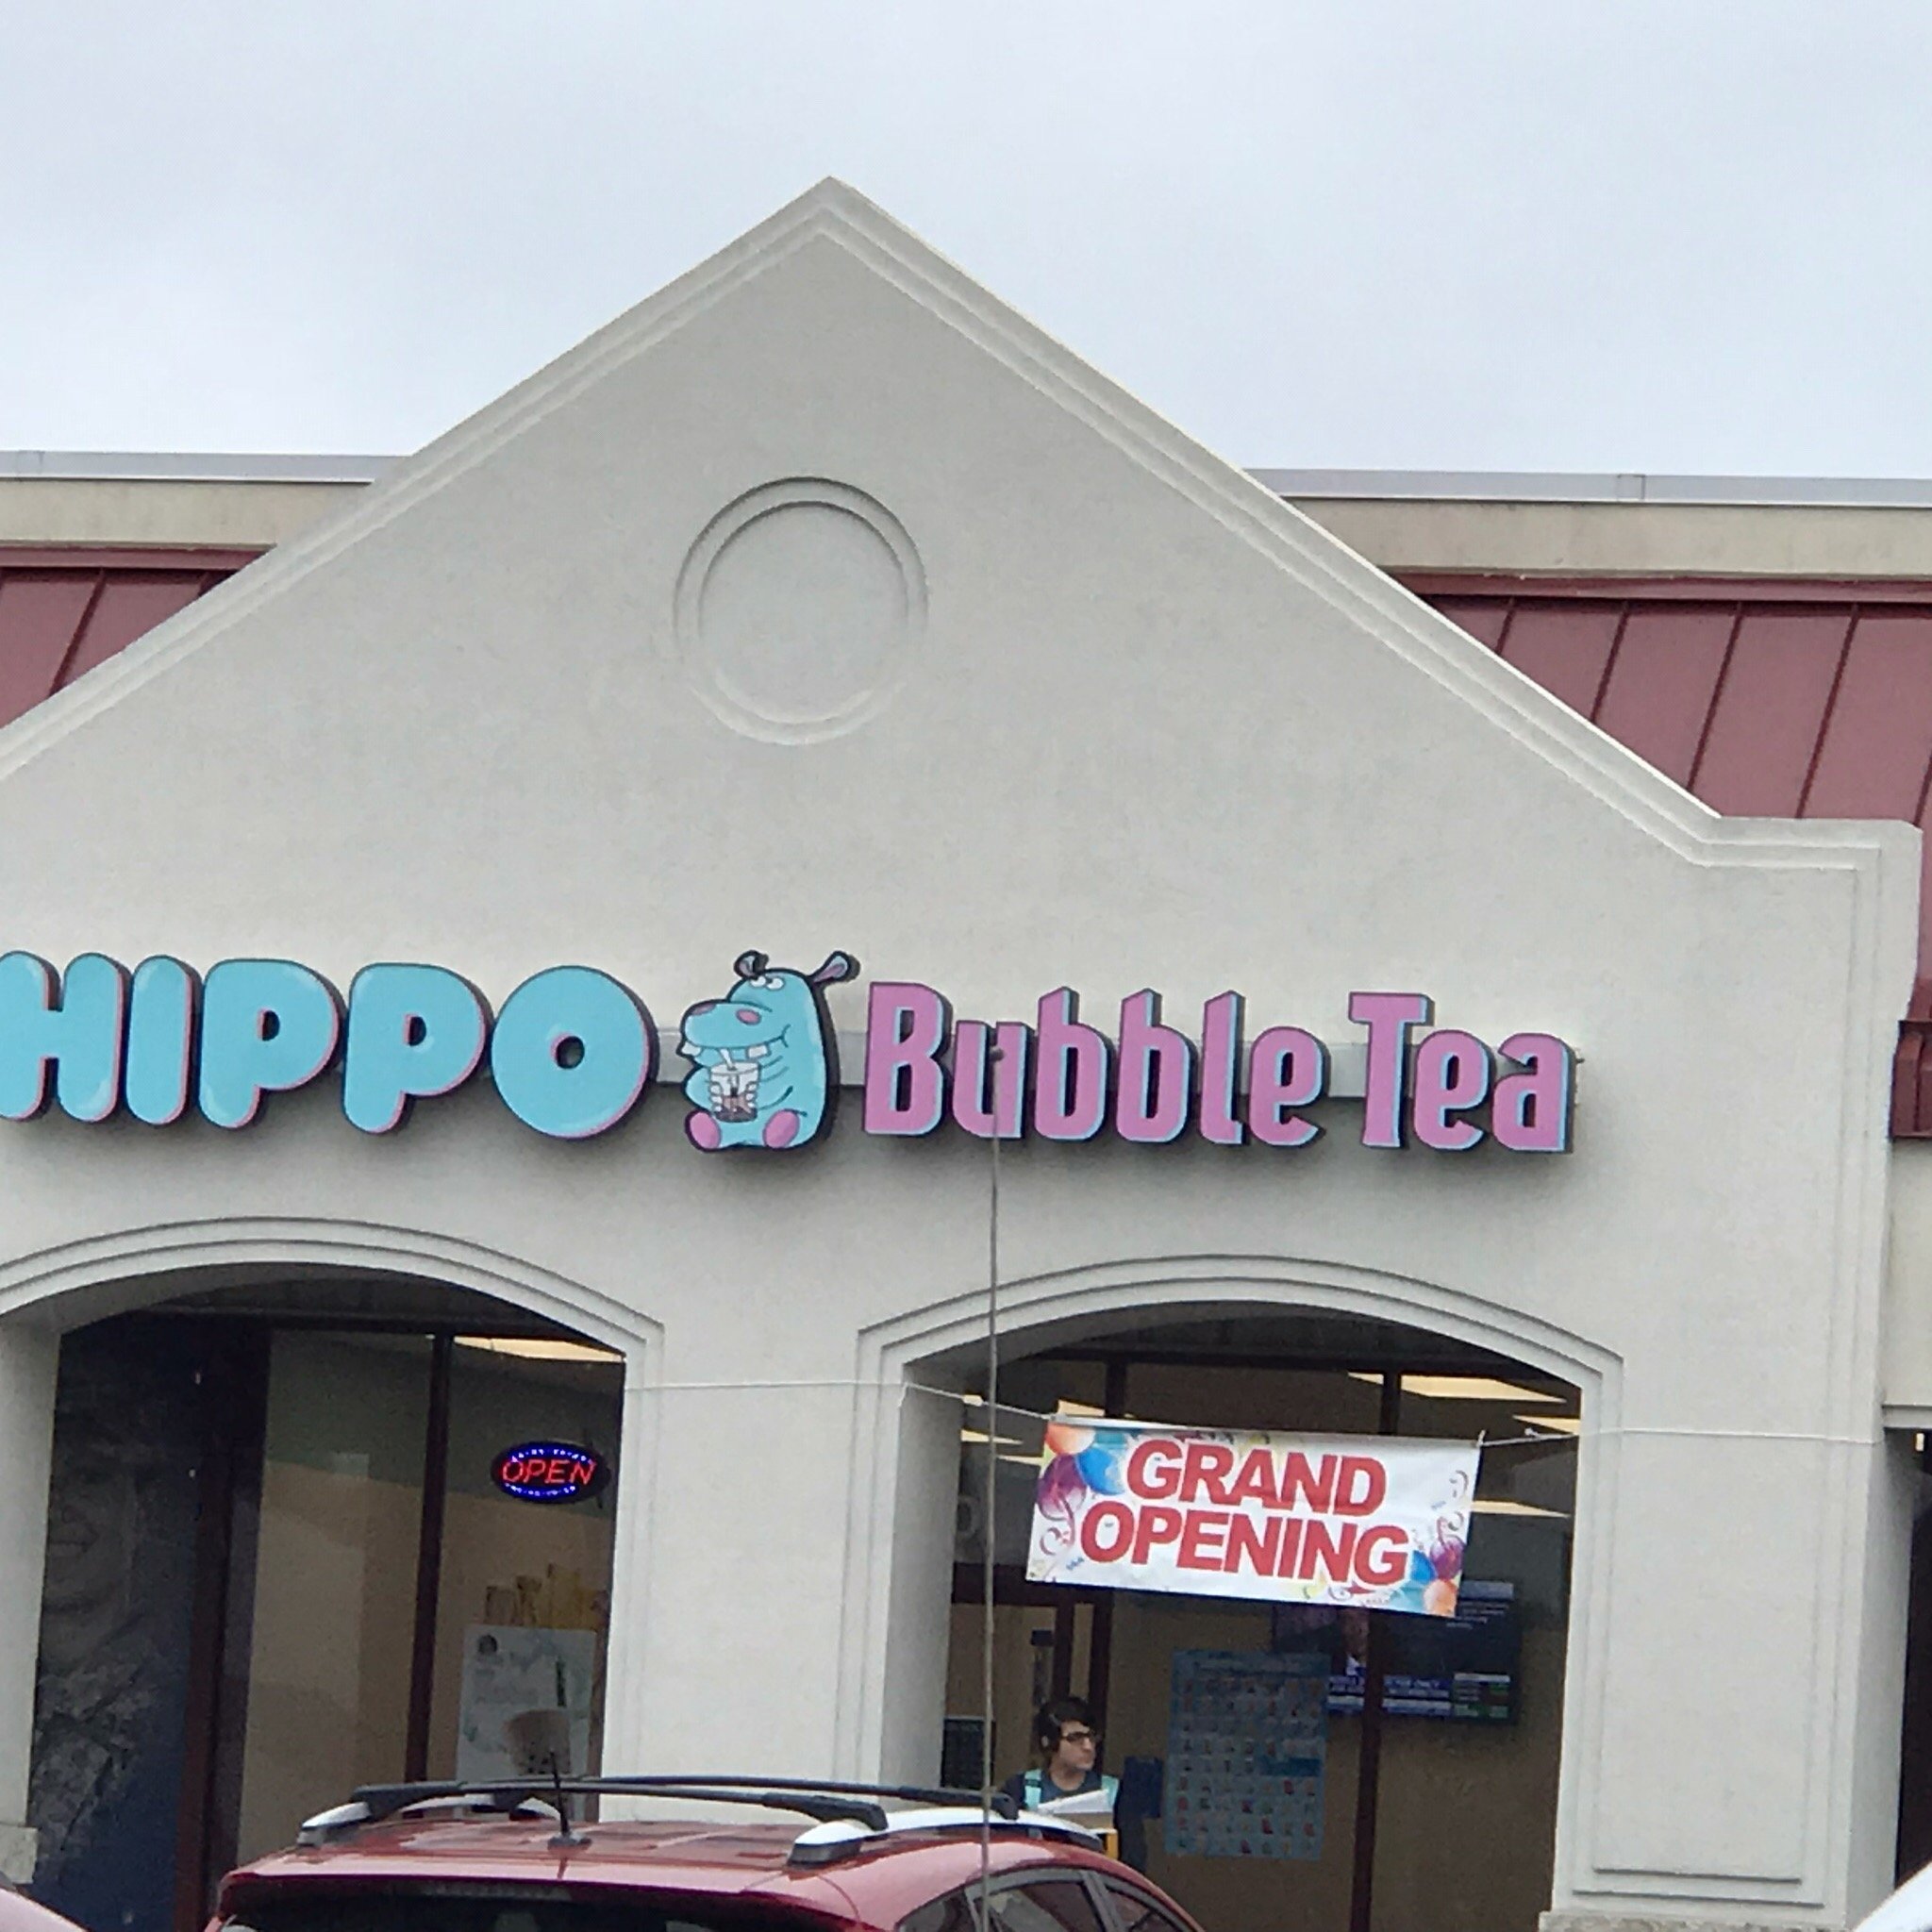 HIPPO Bubble Tea
OPEN
GRAND
OPENING